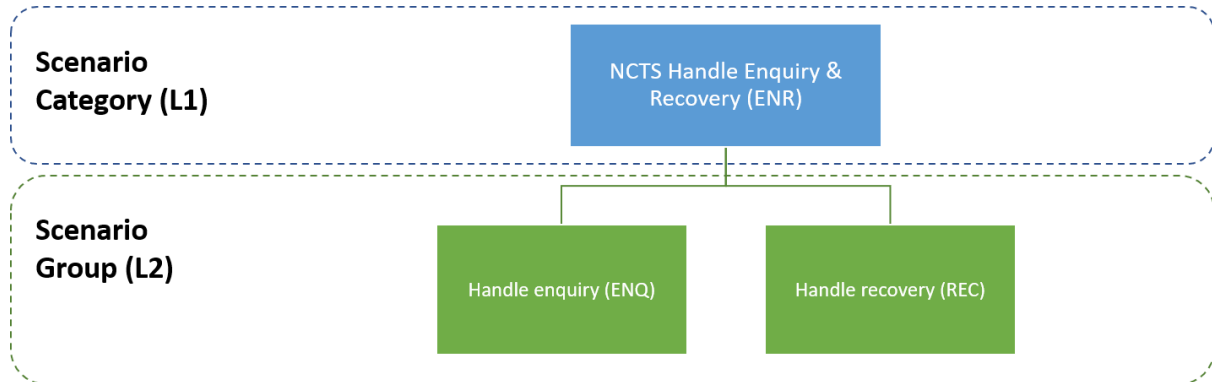 Scenario
Category (L1)
NCTS Handle Enquiry &
Recovery (ENR)
Scenario
Group (L2)
Handle enquiry (ENQ)
Handle recovery (REC)